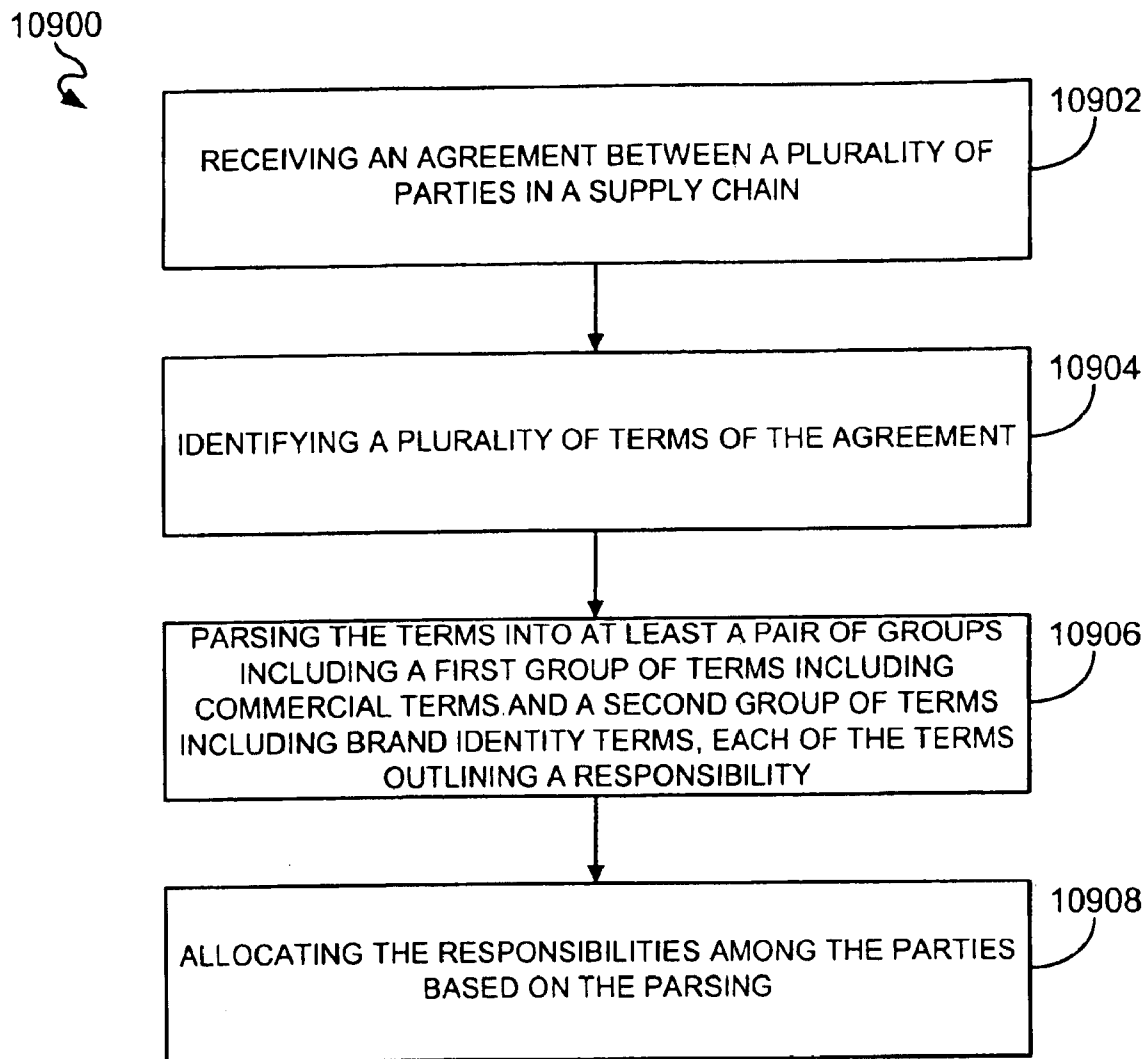 10900
10902
RECEIVING AN AGREEMENT BETWEEN A PLURALITY OF
PARTIES IN A SUPPLY CHAIN
10904
IDENTIFYING A PLURALITY OF TERMS OF THE AGREEMENT
10906
PARSING THE TERMS INTO AT LEAST A PAIR OF GROUPS
INCLUDING A FIRST GROUP OF TERMS INCLUDING
COMMERCIAL TERMS AND A SECOND GROUP OF TERMS
INCLUDING BRAND IDENTITY TERMS, EACH OF THE TERMS
OUTLINING A RESPONSIBILITY
10908
ALLOCATING THE RESPONSIBILITIES AMONG THE PARTIES
BASED ON THE PARSING